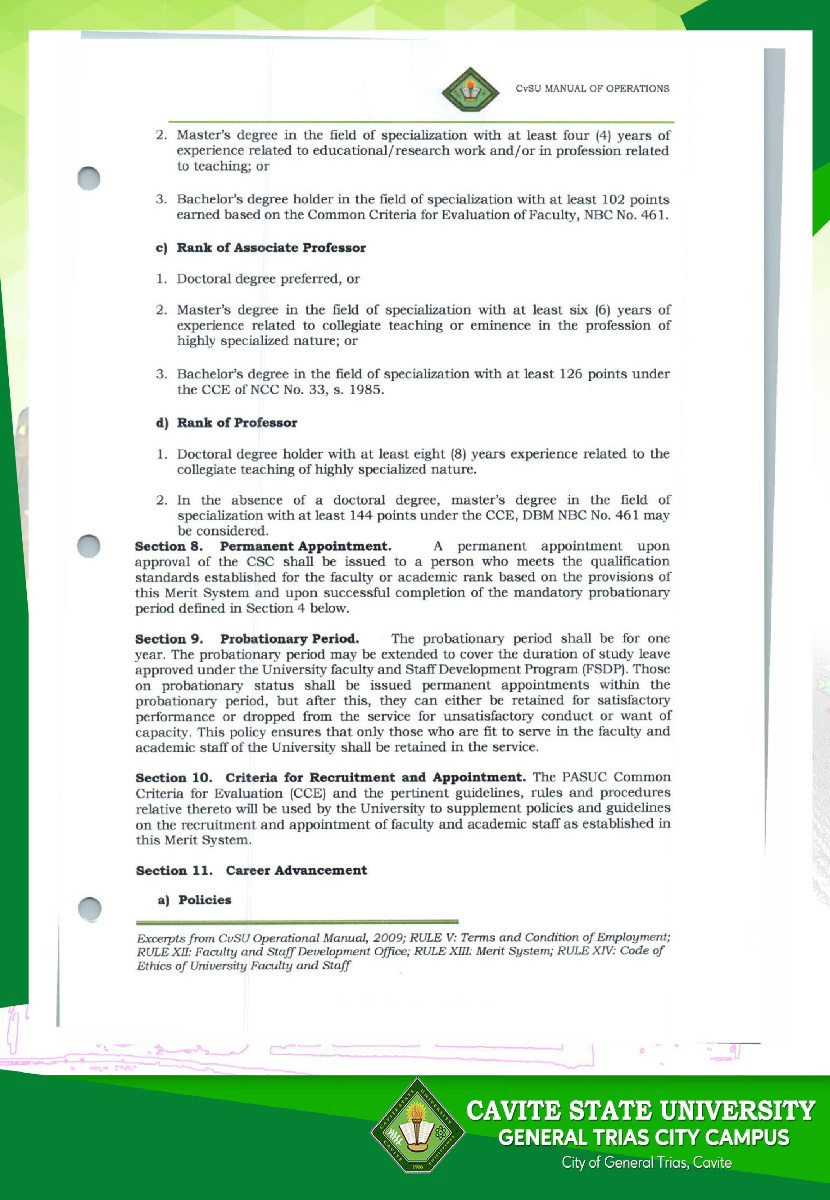 CvSU MANUAL OF OPERATIONS
2. Master's degree in the field of specialization with at least four (4) years of
experience related to educational/research work and/or in profession related
to teaching; or
3. Bachelor's degree holder in the field of specialization with at least 102 points
earned based on the Common Criteria for Evaluation of Faculty, NBC No. 461.
c) Rank of Associate Professor
1. Doctoral degree preferred, or
2. Master's degree in the field of specialization with at least six (6) years of
experience related to collegiate teaching or eminence in the profession of
highly specialized nature; or
3. Bachelor's degree in the field of specialization with at least 126 points under
the CCE of NCC No. 33, s. 1985.
d) Rank of Professor
1. Doctoral degree holder with at least eight (8) years experience related to the
collegiate teaching of highly specialized nature.
2. In the absence of a doctoral degree, master's degree in the field of
specialization with at least 144 points under the CCE, DBM NBC No. 461 may
be considered.
Section 8. Permanent Appointment. A permanent appointment upon
approval of the CSC shall be issued to a person who meets the qualification
standards established for the faculty or academic rank based on the provisions of
this Merit System and upon successful completion of the mandatory probationary
period defined in Section 4 below.
Section 9. Probationary Period. The probationary period shall be for one
year. The probationary period may be extended to cover the duration of study leave
approved under the University faculty and Staff Development Program (FSDP). Those
on probationary status shall be issued permanent appointments within the
probationary period, but after this, they can either be retained for satisfactory
performance or dropped from the service for unsatisfactory conduct or want of
capacity. This policy ensures that only those who are fit to serve in the faculty and
academic staff of the University shall be retained in the service.
Section 10. Criteria for Recruitment and Appointment. The PASUC Common
Criteria for Evaluation (CCE) and the pertinent guidelines, rules and procedures
relative thereto will be used by the University to supplement policies and guidelines
on the recruitment and appointment of faculty and academic staff as established in
this Merit System.
Section 11. Career Advancement
a) Policies
Excerpts from CvSU Operational Manual, 2009; RULE V: Terms and Condition of Employment;
RULE XII: Faculty and Staff Development Office; RULE XIII: Merit System; RULE XIV: Code of
Ethics of University Faculty and Staff
CAVITE STATE UNIVERSITY
GENERAL TRIAS CITY CAMPUS
City of General Trias, Cavite
1906